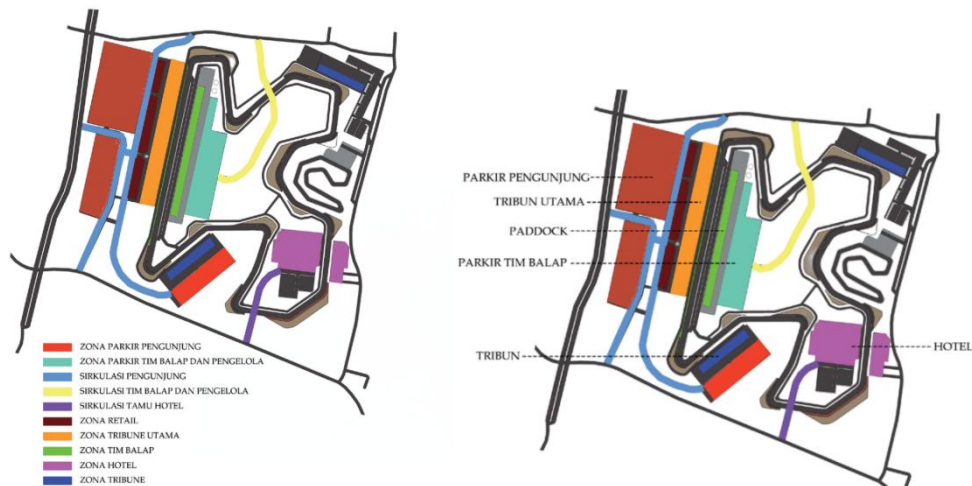 ZONA PARKIR PENGUNJUNG
ZONA PARKIR TIM BALAP DAN PENGELOLA
SIRKULASI PENGUNJUNG
SIRKULASI TIM BALAP DAN PENGELOLA
SIRKULASI TAMU HOTEL
ZONA RETAIL
ZONA TRIBUNE UTAMA
ZONA TIM BALAP
ZONA HOTEL
ZONA TRIBUNE
PARKIR PENGUNJUNG
TRIBUN UTAMA
PADDOCK
PARKIR TIM BALAP
TRIBUN
HOTEL